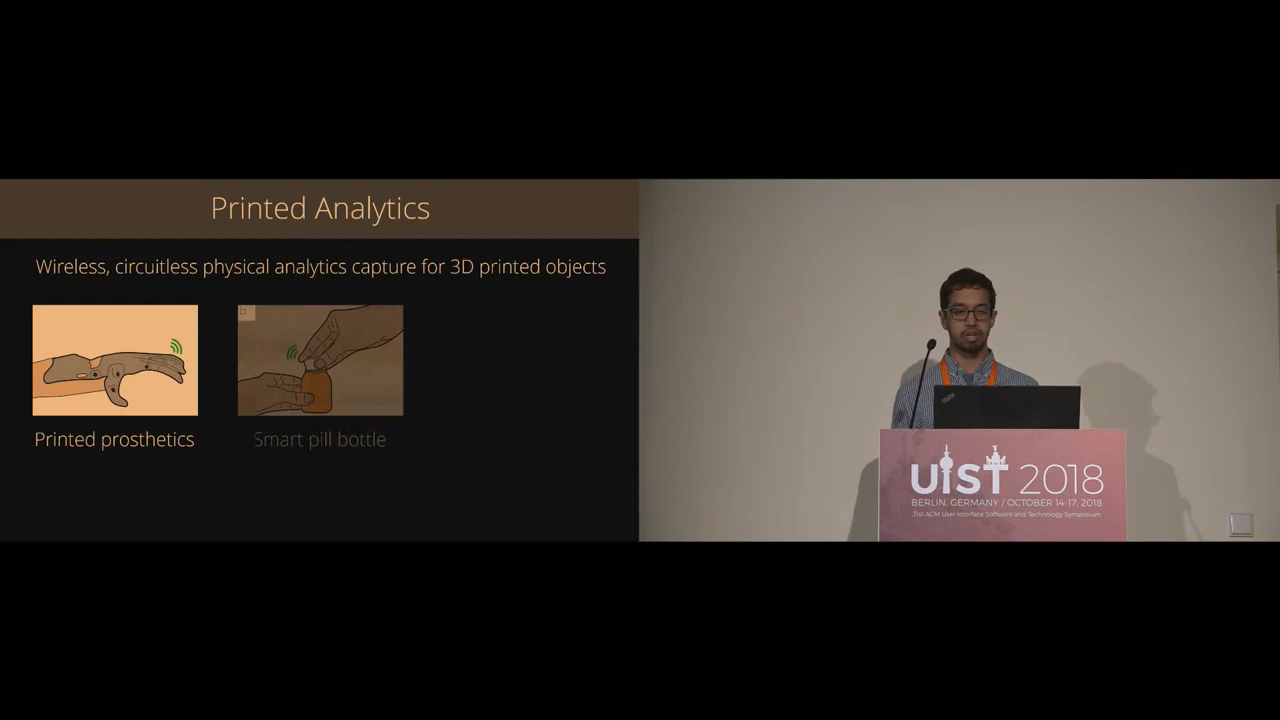 Printed Analytics
Wireless, circuitless physical analytics capture for 3D printed objects
b
Printed prosthetics
Smart pill bottle
UIST 2018
BERLIN, GERMANY / OCTOBER 14-17, 2018
31st ACM User Interface Software and Technology Symposium